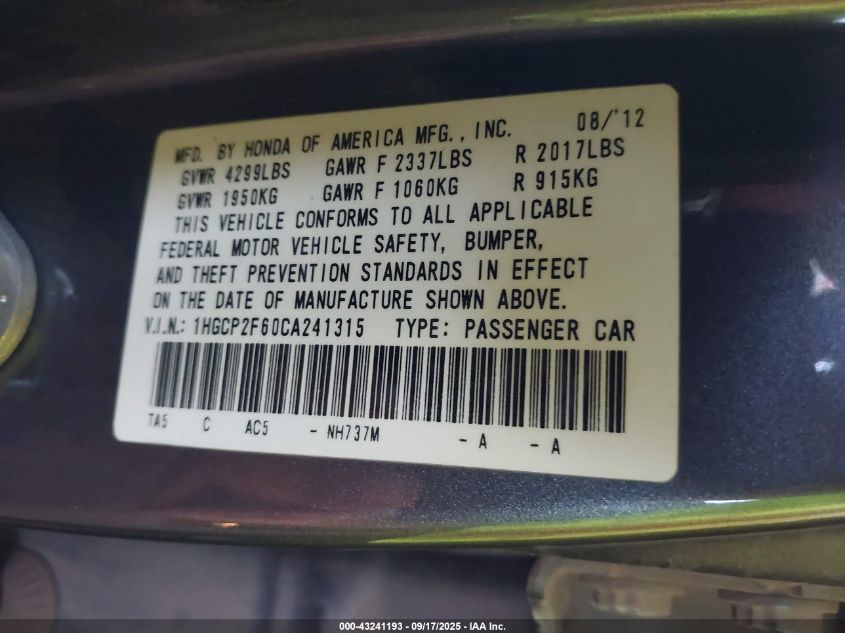 MFD. BY HONDA OF AMERICA MFG., INC. 08/'12
GVWR 4299LBS GAWR F 2337LBS R 2017LBS
GVWR 1950KG GAWR F 1060KG R 915KG
THIS VEHICLE CONFORMS TO ALL APPLICABLE
FEDERAL MOTOR VEHICLE SAFETY, BUMPER,
AND THEFT PREVENTION STANDARDS IN EFFECT
ON THE DATE OF MANUFACTURE SHOWN ABOVE.
V.I.N.: 1HGCP2F60CA241315 TYPE: PASSENGER CAR
TA5 C AC5 - NH737M - A - A
000-43241193 - 09/17/2025 - IAA Inc.